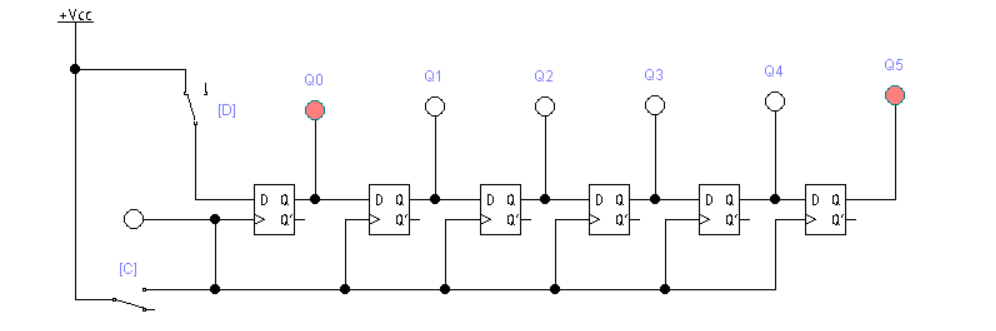 +Vcc
Q0 Q1 Q2 Q3 Q4 Q5
[D]
D Q D Q D Q D Q D Q D Q
Q' Q' Q' Q' Q' Q'
[C]